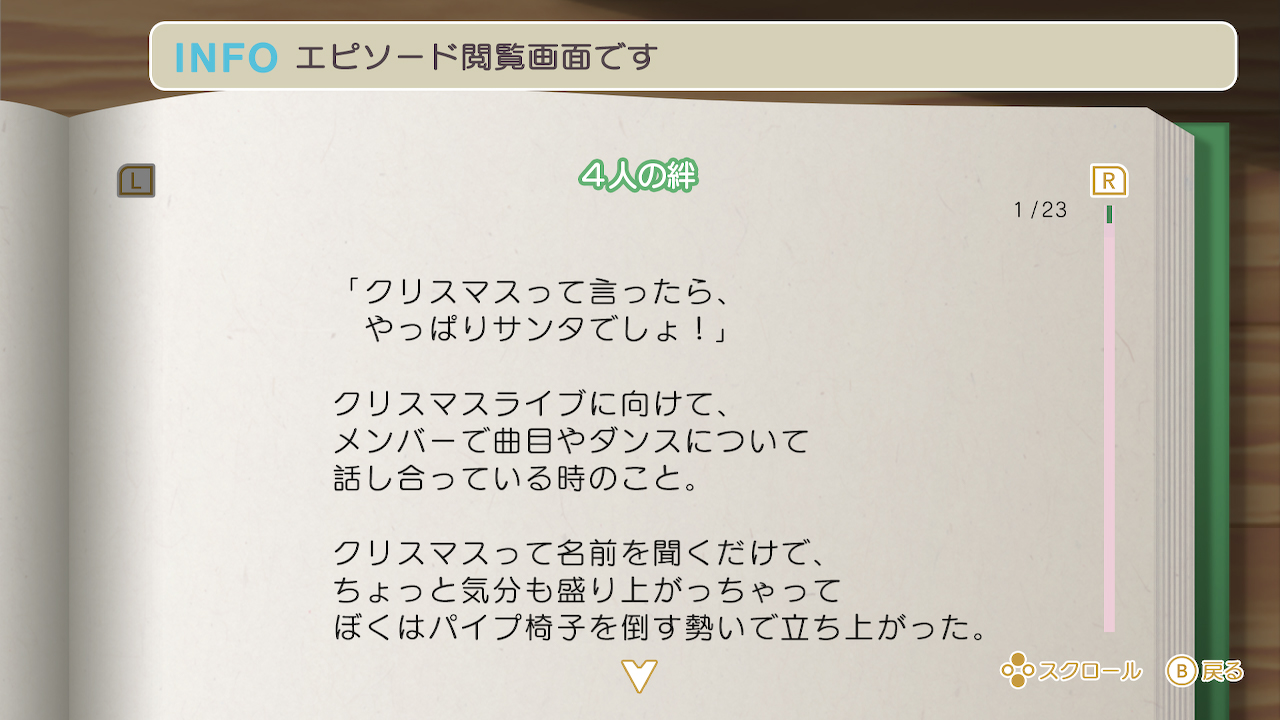 INFO エピソード閲覧画面です
L
4人の絆
R
1/23
「クリスマスって言ったら、
やっぱりサンタでしょ！」
クリスマスライブに向けて、
メンバーで曲目やダンスについて
話し合っている時のこと。
クリスマスって名前を聞くだけで、
ちょっと気分も盛り上がっちゃって
ぼくはパイプ椅子を倒す勢いで立ち上がった。
スクロール B 戻る